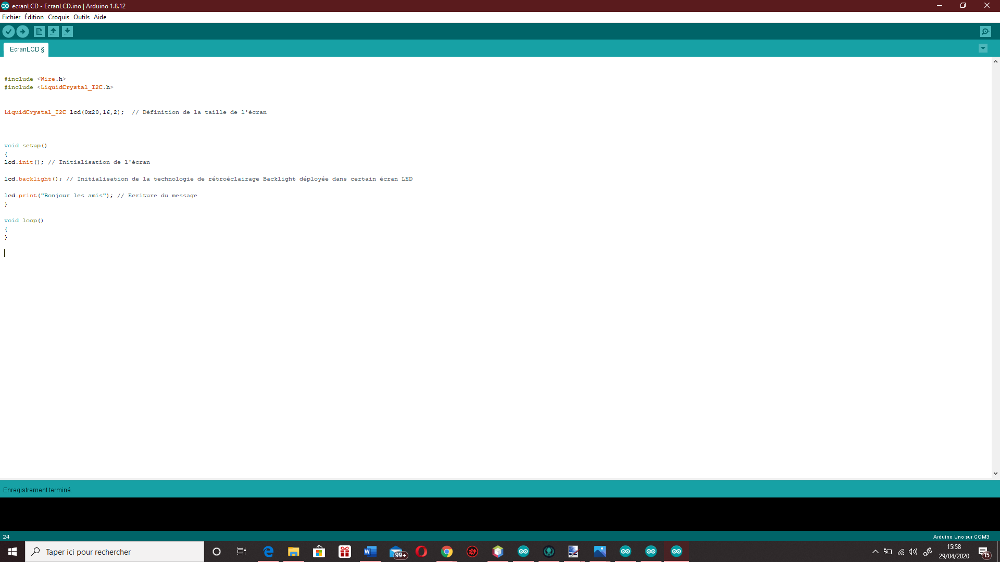 ecranLCD - EcranLCD.ino | Arduino 1.8.12
Fichier Édition Croquis Outils Aide
EcranLCD §
#include <Wire.h>
#include <LiquidCrystal_I2C.h>
LiquidCrystal_I2C lcd(0x20,16,2);  // Définition de la taille de l'écran
void setup()
{
lcd.init(); // Initialisation de l'écran
lcd.backlight(); // Initialisation de la technologie de rétroéclairage Backlight déployée dans certain écran LED
lcd.print("Bonjour les amis"); // Ecriture du message
}
void loop()
{
}
Enregistrement terminé.
24
Arduino Uno sur COM3
Taper ici pour rechercher
99+
15:58
29/04/2020
15